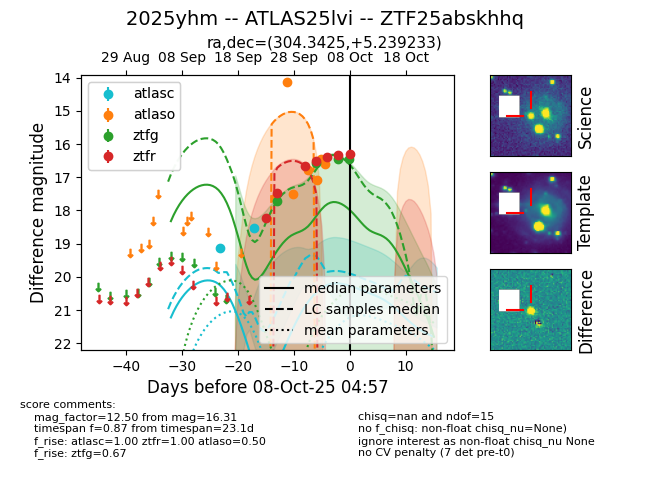 2025yhm -- ATLAS25lvi -- ZTF25abskhhq
ra,dec=(304.3425,+5.239233)
29 Aug 08 Sep 18 Sep 28 Sep 08 Oct 18 Oct
14
15
16
17
18
19
20
21
22
Difference magnitude
atlasc
atlaso
ztfg
ztfr
median parameters
LC samples median
mean parameters
−40 −30 −20 −10 0 10
Days before 08-Oct-25 04:57
Science
Template
Difference
score comments:
mag_factor=12.50 from mag=16.31
timespan f=0.87 from timespan=23.1d
f_rise: atlasc=1.00 ztfr=1.00 atlaso=0.50
f_rise: ztfg=0.67
chisq=nan and ndof=15
no f_chisq: non-float chisq_nu=None)
ignore interest as non-float chisq_nu None
no CV penalty (7 det pre-t0)